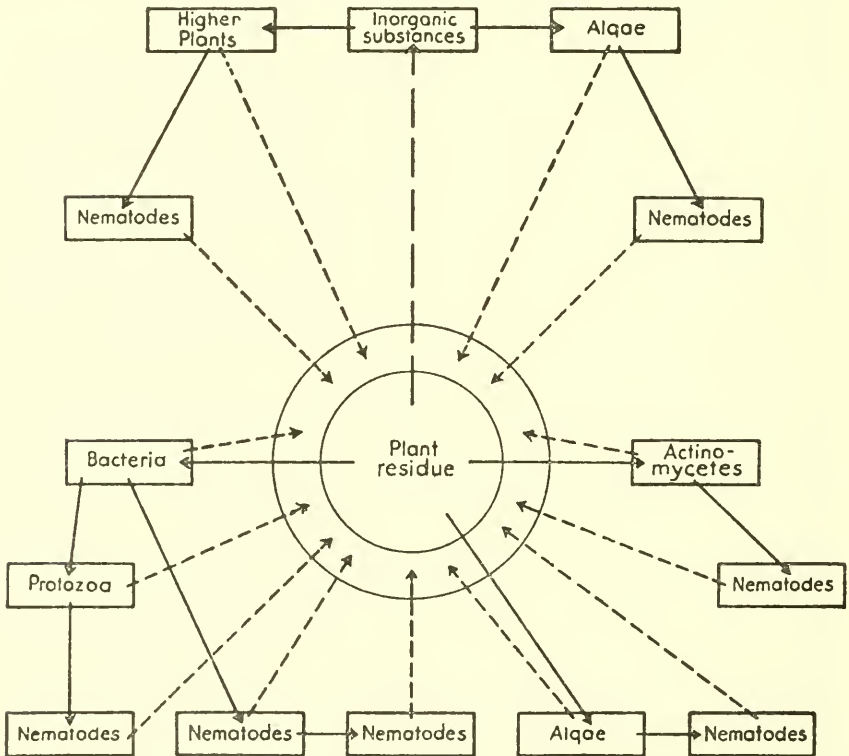 Higher
Plants
Inorganic
substances
Algae
Nematodes
Nematodes
Plant
residue
Bacteria
Actino-
mycetes
Protozoa
Nematodes
Nematodes
Nematodes
Nematodes
Algae
Nematodes